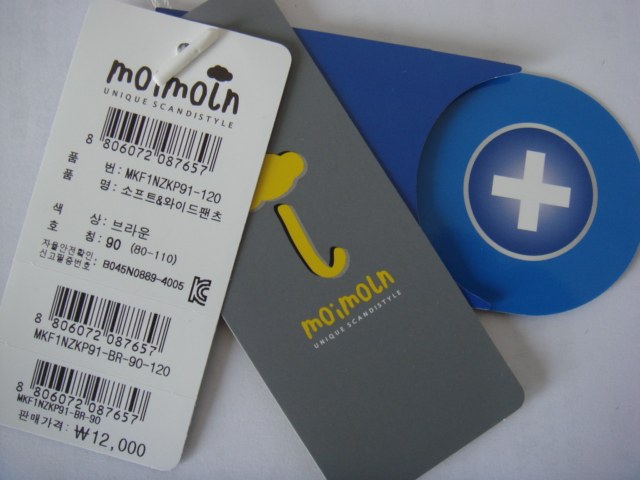 moimoln
UNIQUE SCANDISTYLE
8 806072 087657
품 번: MKF1NZKP91-120
품 명: 소프트&와이드팬츠
색 상: 브라운
호 칭: 90 (80-110)
자율안전확인
신고필증번호: B045N0889-4005
8 806072 087657
MKF1NZKP91-BR-90-120
8 806072 087657
MKF1NZKP91-BR-90
판매가격: ₩12,000
moimoln
UNIQUE SCANDISTYLE